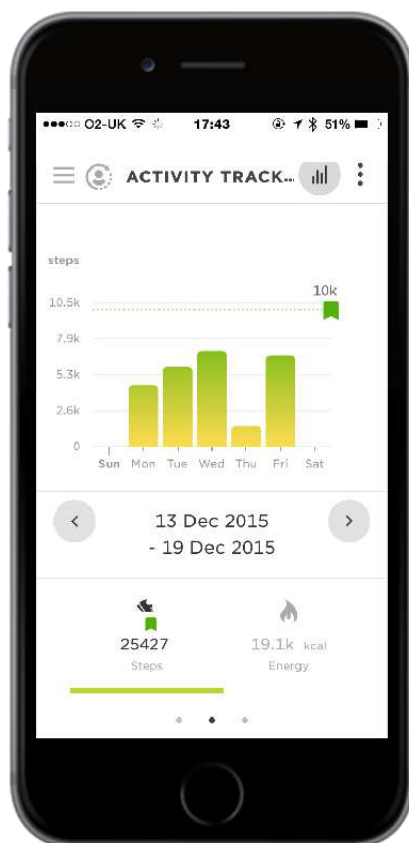 O2-UK 17:43 51%
ACTIVITY TRACK...
steps
10k
10.5k
7.9k
5.3k
2.6k
0
Sun Mon Tue Wed Thu Fri Sat
13 Dec 2015
- 19 Dec 2015
25427 19.1k kcal
Steps Energy